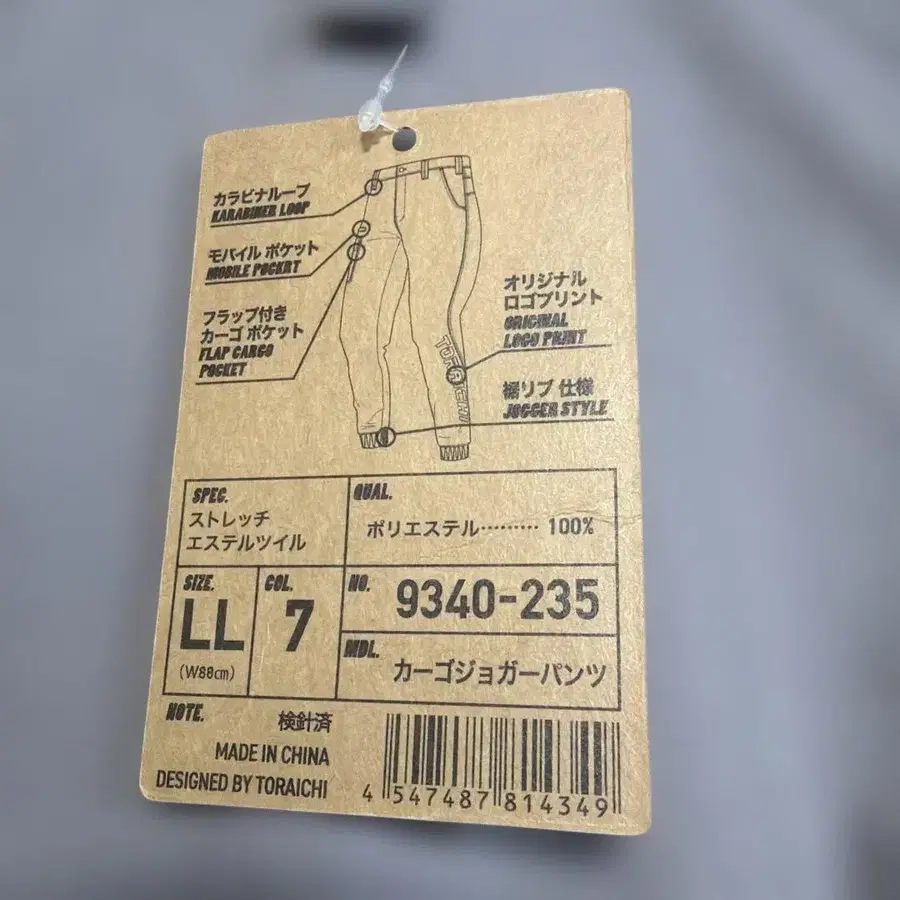 カラビナループ
KARABINER LOOP
モバイル ポケット
MOBILE POCKRT
フラップ付き
カーゴ ポケット
FLAP CARGO
POCKET
オリジナル
ロゴプリント
ORIGINAL
LOGO PRINT
裾リブ 仕様
JOGGER STYLE
SPEC.
ストレッチ
エステルツイル
QUAL.
ポリエステル……… 100%
SIZE.
LL
(W88cm)
COL.
7
NO.
9340-235
MDL.
カーゴジョガーパンツ
NOTE.
検針済
MADE IN CHINA
DESIGNED BY TORAICHI
4 547487 814349